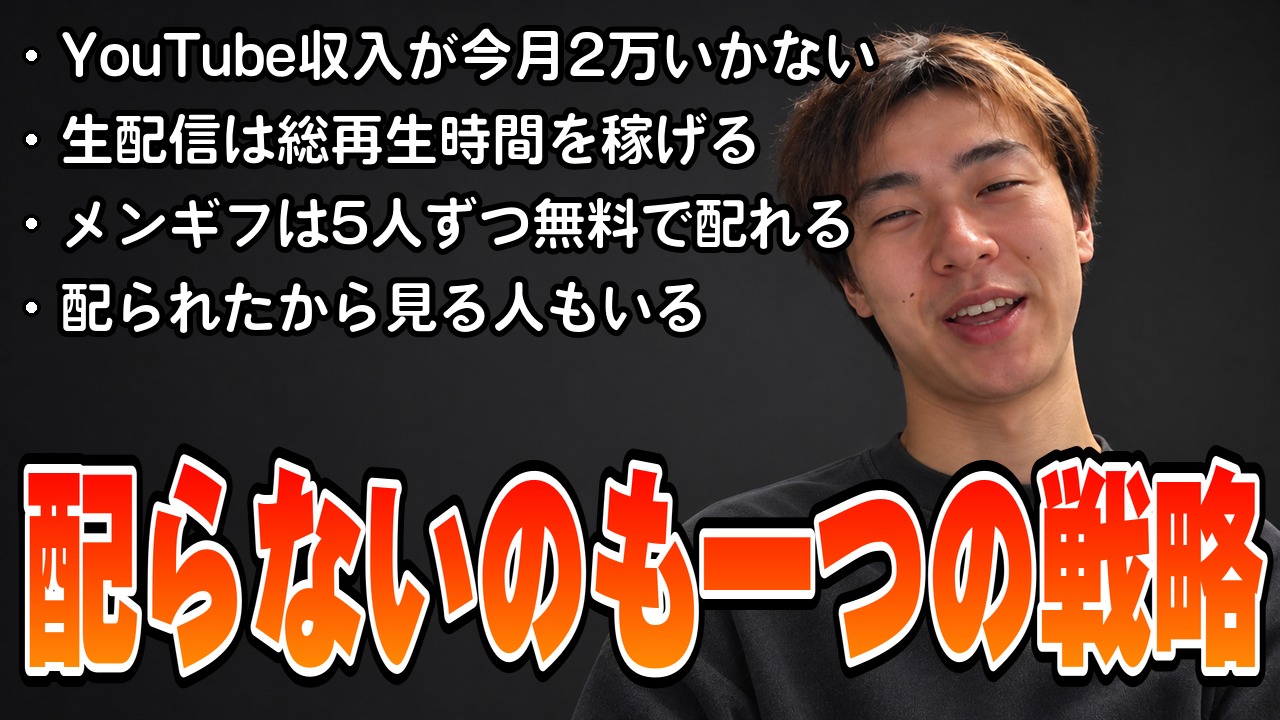 ・YouTube収入が今月2万いかない
・生配信は総再生時間を稼げる
・メンギフは5人ずつ無料で配れる
・配られたから見る人もいる
配らないのも一つの戦略